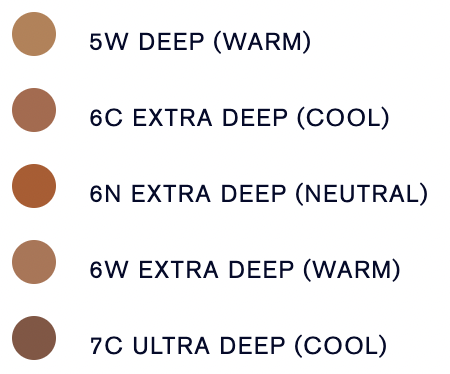 5W DEEP (WARM)
6C EXTRA DEEP (COOL)
6N EXTRA DEEP (NEUTRAL)
6W EXTRA DEEP (WARM)
7C ULTRA DEEP (COOL)